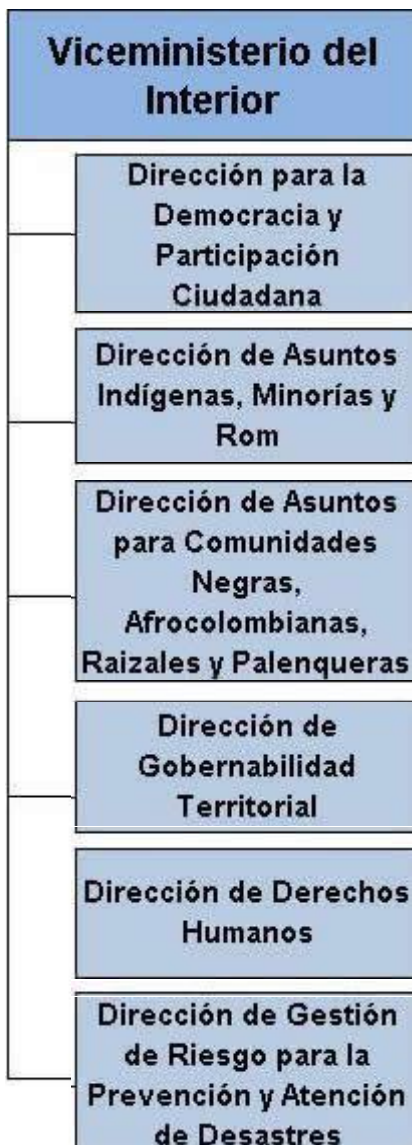 Viceministerio del
Interior
Dirección para la
Democracia y
Participación
Ciudadana
Dirección de Asuntos
Indígenas, Minorías y
Rom
Dirección de Asuntos
para Comunidades
Negras,
Afrocolombianas,
Raizales y Palenqueras
Dirección de
Gobernabilidad
Territorial
Dirección de Derechos
Humanos
Dirección de Gestión
de Riesgo para la
Prevención y Atención
de Desastres